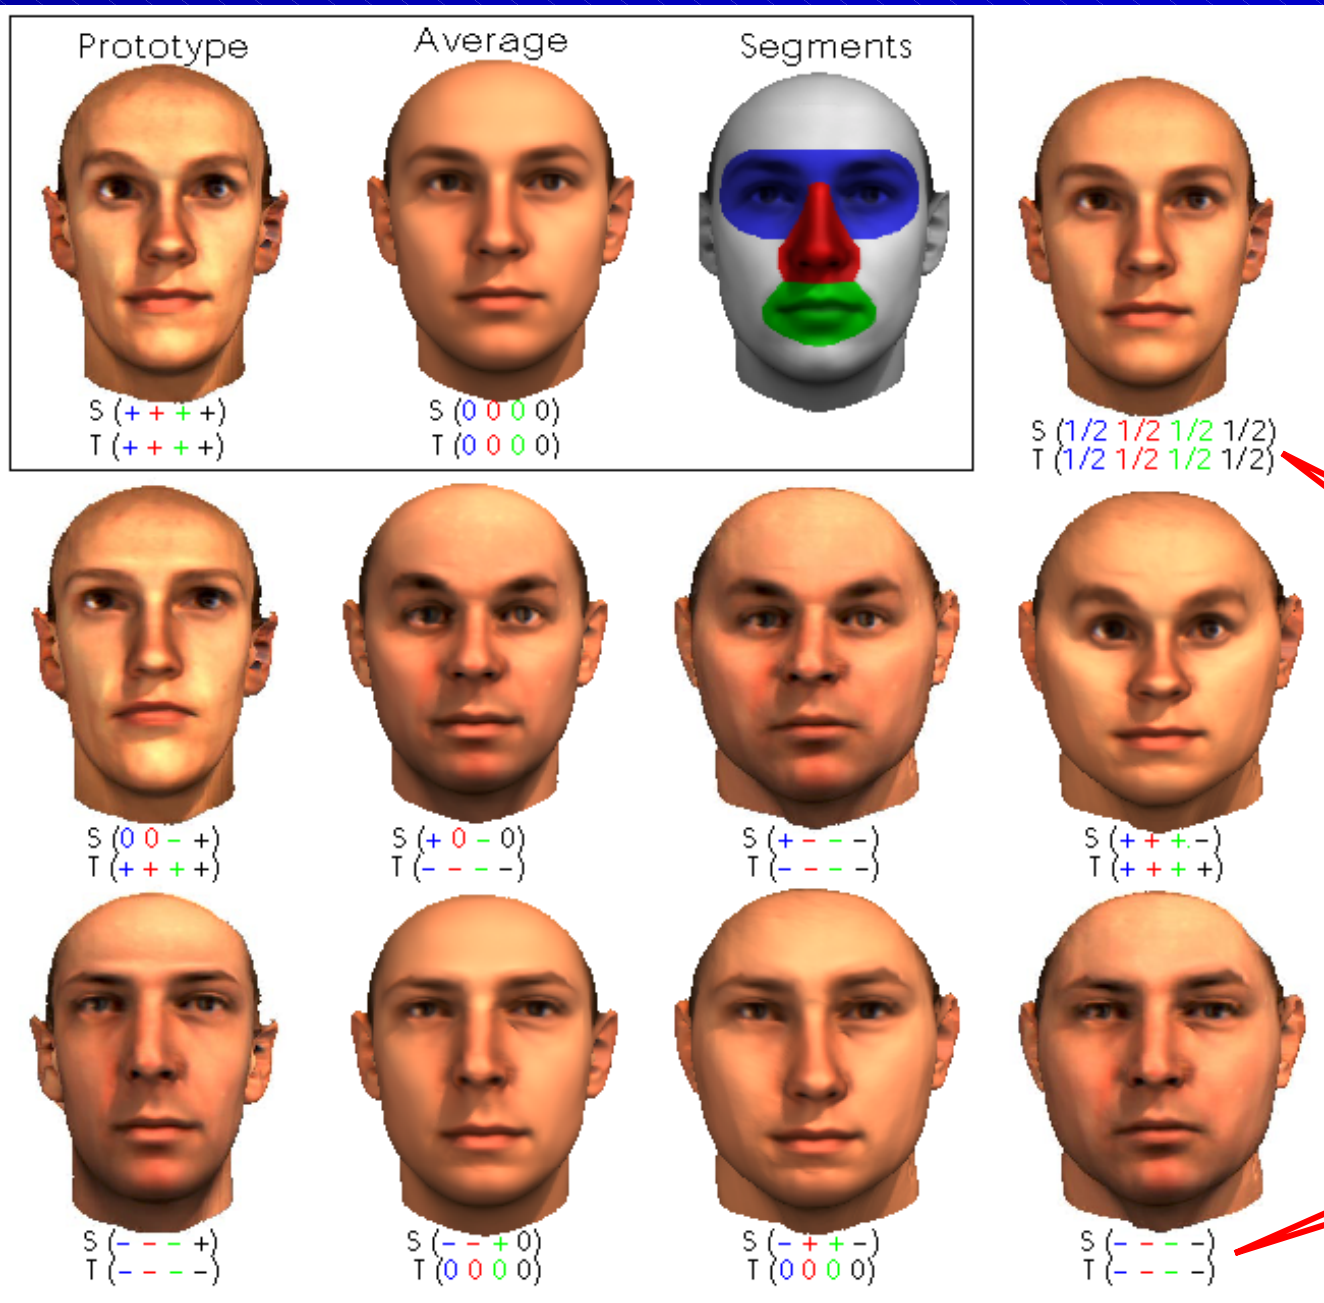 Prototype Average Segments
S (+ + + +) S (0 0 0 0)
T (+ + + +) T (0 0 0 0)
S (1/2 1/2 1/2 1/2)
T (1/2 1/2 1/2 1/2)
S (0 0 - +) S (+ 0 - 0) S (+ - - -) S (+ + + -)
T (+ + + +) T (- - - -) T (- - - -) T (+ + + +)
S (- - - +) S (- - + 0) S (- + + -) S (- - - -)
T (- - - -) T (0 0 0 0) T (0 0 0 0) T (- - - -)